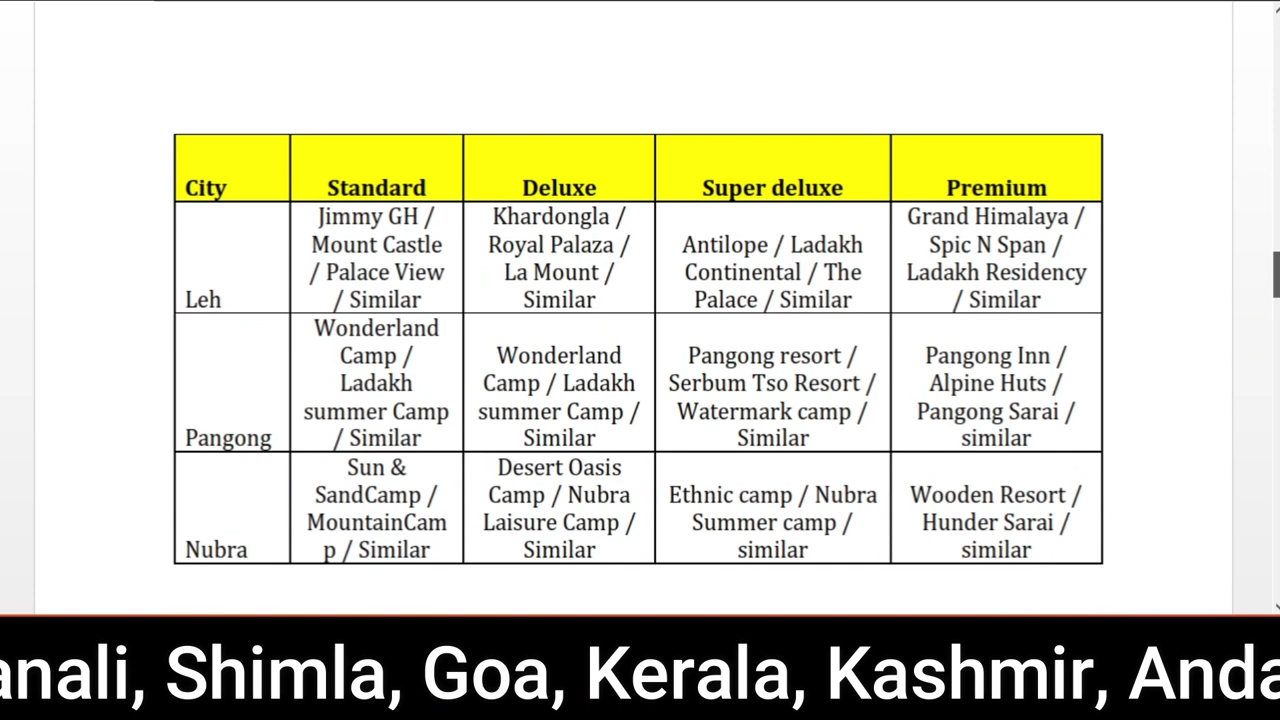 City Standard Deluxe Super deluxe Premium
Leh
Jimmy GH /
Mount Castle
/ Palace View
/ Similar
Khardongla /
Royal Palaza /
La Mount /
Similar
Antilope / Ladakh
Continental / The
Palace / Similar
Grand Himalaya /
Spic N Span /
Ladakh Residency
/ Similar
Pangong
Wonderland
Camp /
Ladakh
summer Camp
/ Similar
Wonderland
Camp / Ladakh
summer Camp /
Similar
Pangong resort /
Serbum Tso Resort /
Watermark camp /
Similar
Pangong Inn /
Alpine Huts /
Pangong Sarai /
similar
Nubra
Sun &
SandCamp /
MountainCam
p / Similar
Desert Oasis
Camp / Nubra
Laisure Camp /
Similar
Ethnic camp / Nubra
Summer camp /
similar
Wooden Resort /
Hunder Sarai /
similar
anali, Shimla, Goa, Kerala, Kashmir, Anda